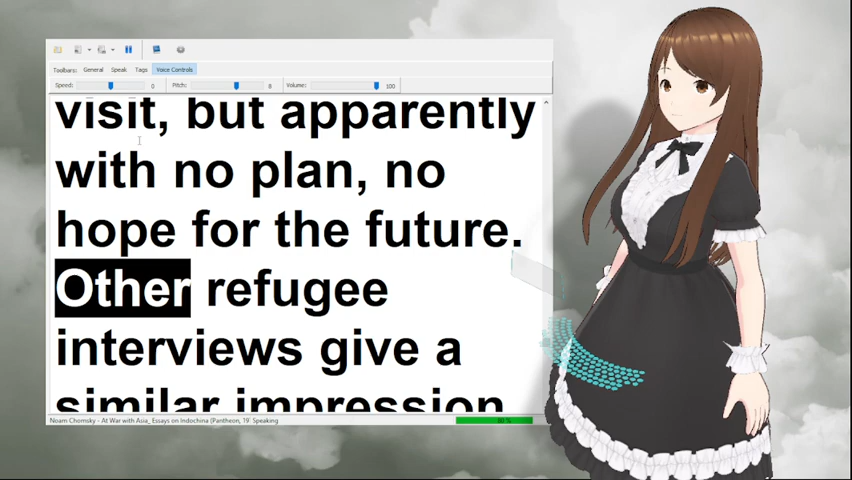 Toolbars: General Speak Tags Voice Controls
Speed: 0 Pitch: 8 Volume: 100
visit, but apparently
with no plan, no
hope for the future.
Other refugee
interviews give a
similar impression
Noam Chomsky - At War with Asia_ Essays on Indochina (Pantheon, 19 Speaking